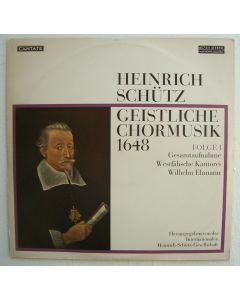 CANTATE
HEINRICH
SCHÜTZ
GEISTLICHE
CHORMUSIK
1648
FOLGE I
Gesamtaufnahme
Westfälische Kantorei
Wilhelm Ehmann
Herausgegeben von der
Internationalen
Heinrich-Schütz-Gesellschaft